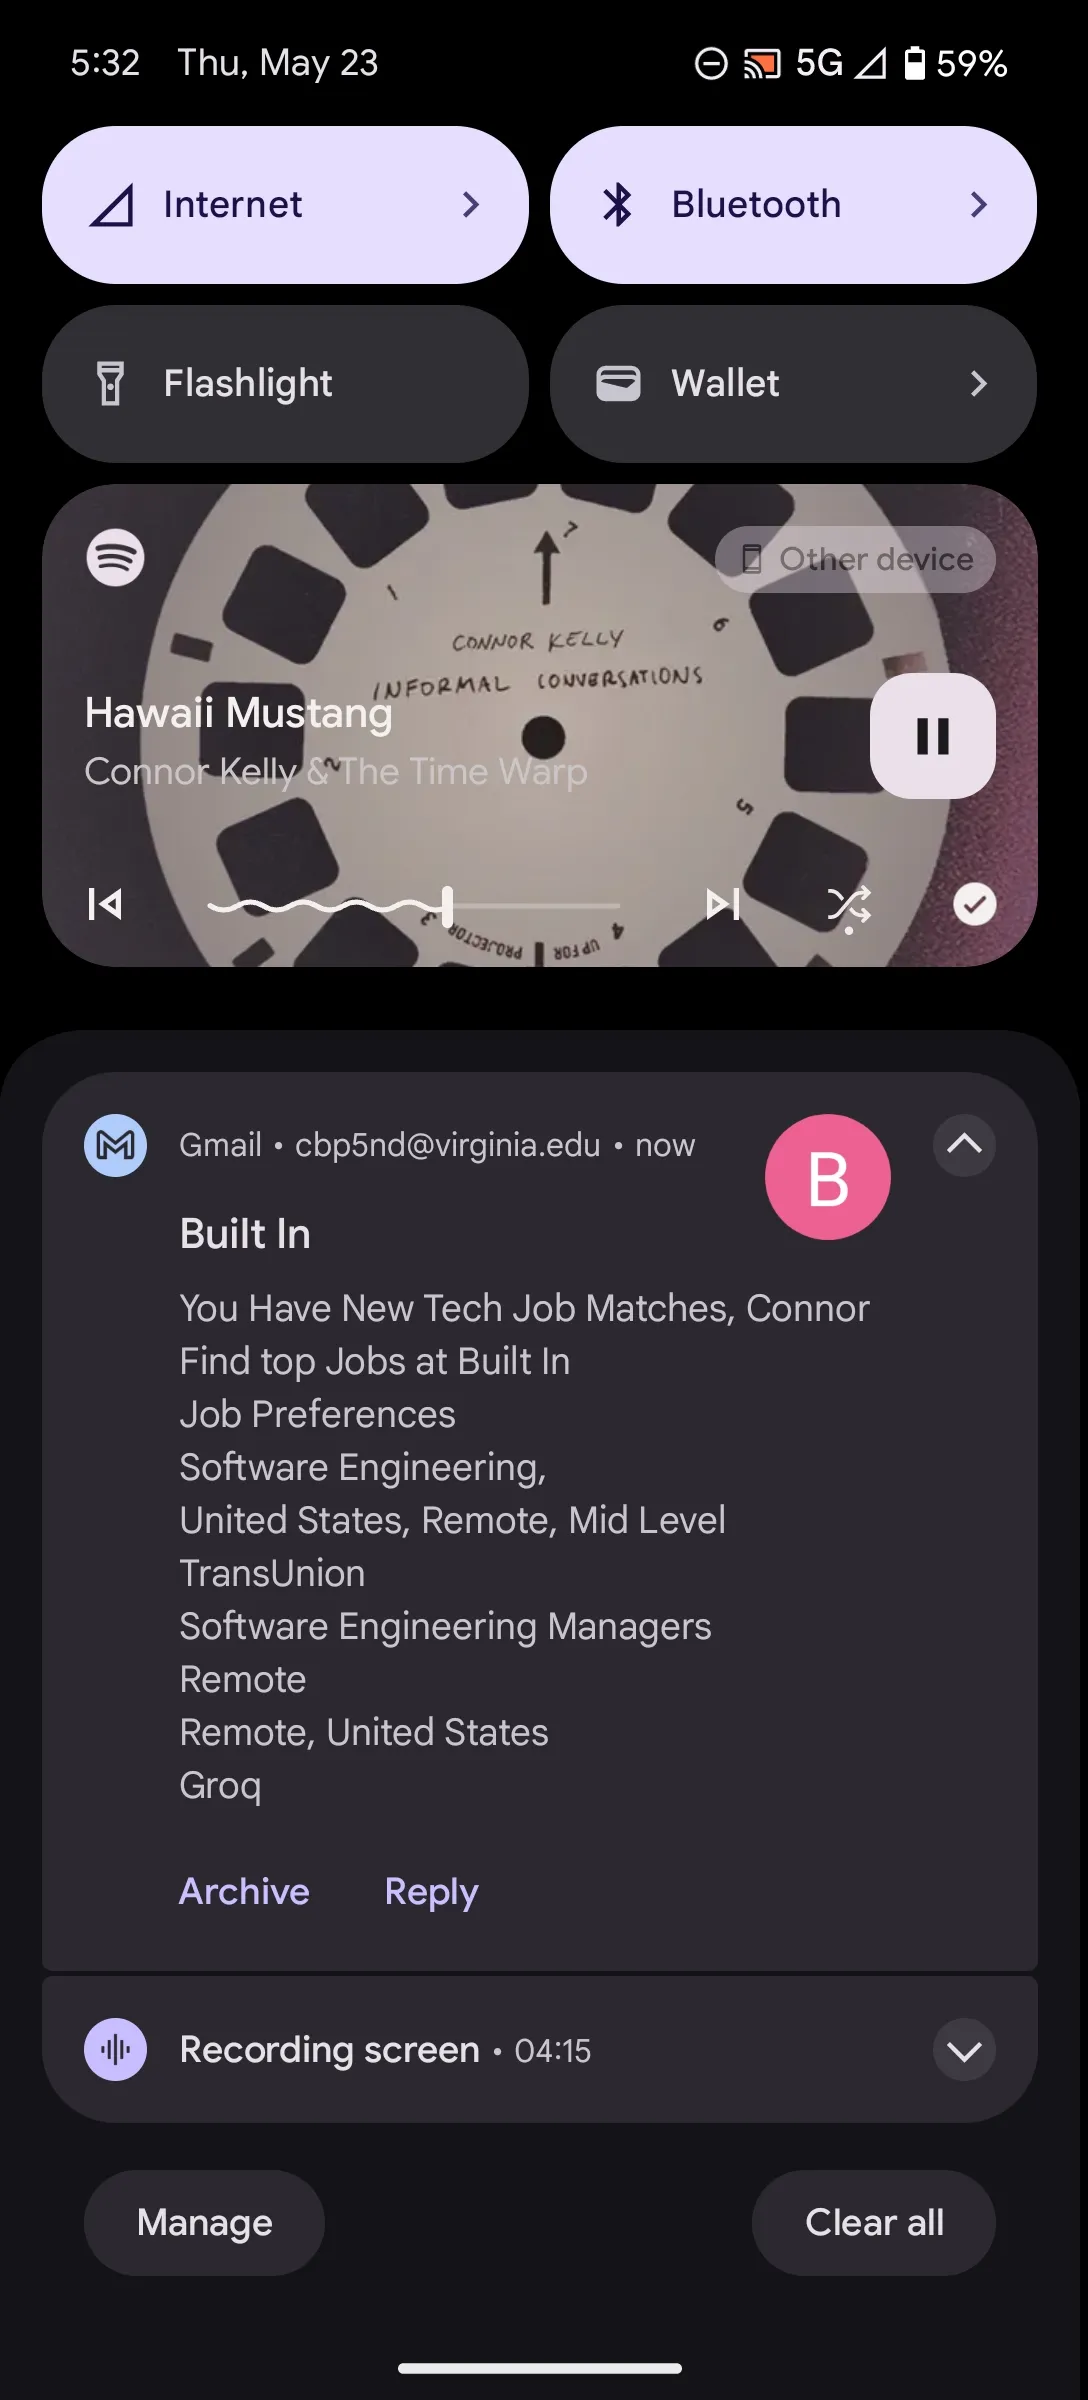 5:32 Thu, May 23 5G 59%
Internet
Bluetooth
Flashlight
Wallet
Other device
7
1
6
CONNOR KELLY
INFORMAL CONVERSATIONS
Hawaii Mustang
Connor Kelly & The Time Warp
2
5
3
4
PROJECTOR
UP FOR
Gmail • cbp5nd@virginia.edu • now
B
Built In
You Have New Tech Job Matches, Connor
Find top Jobs at Built In
Job Preferences
Software Engineering,
United States, Remote, Mid Level
TransUnion
Software Engineering Managers
Remote
Remote, United States
Groq
Archive Reply
Recording screen • 04:15
Manage
Clear all